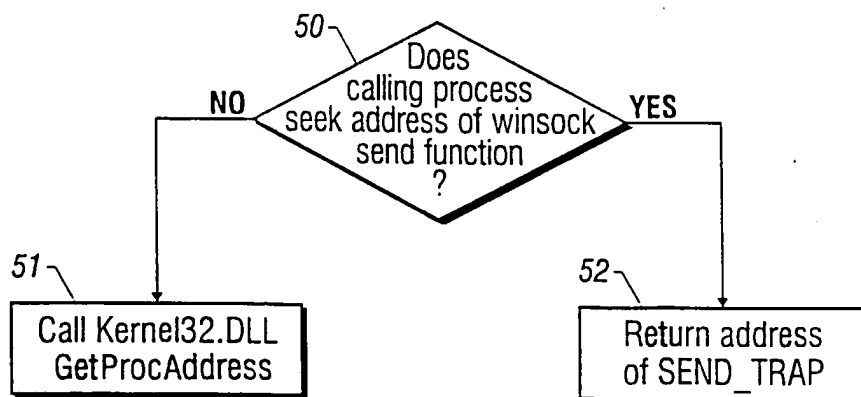 50
Does
calling process
seek address of winsock
send function
?
NO
YES
51
Call Kernel32.DLL
GetProcAddress
52
Return address
of SEND_TRAP